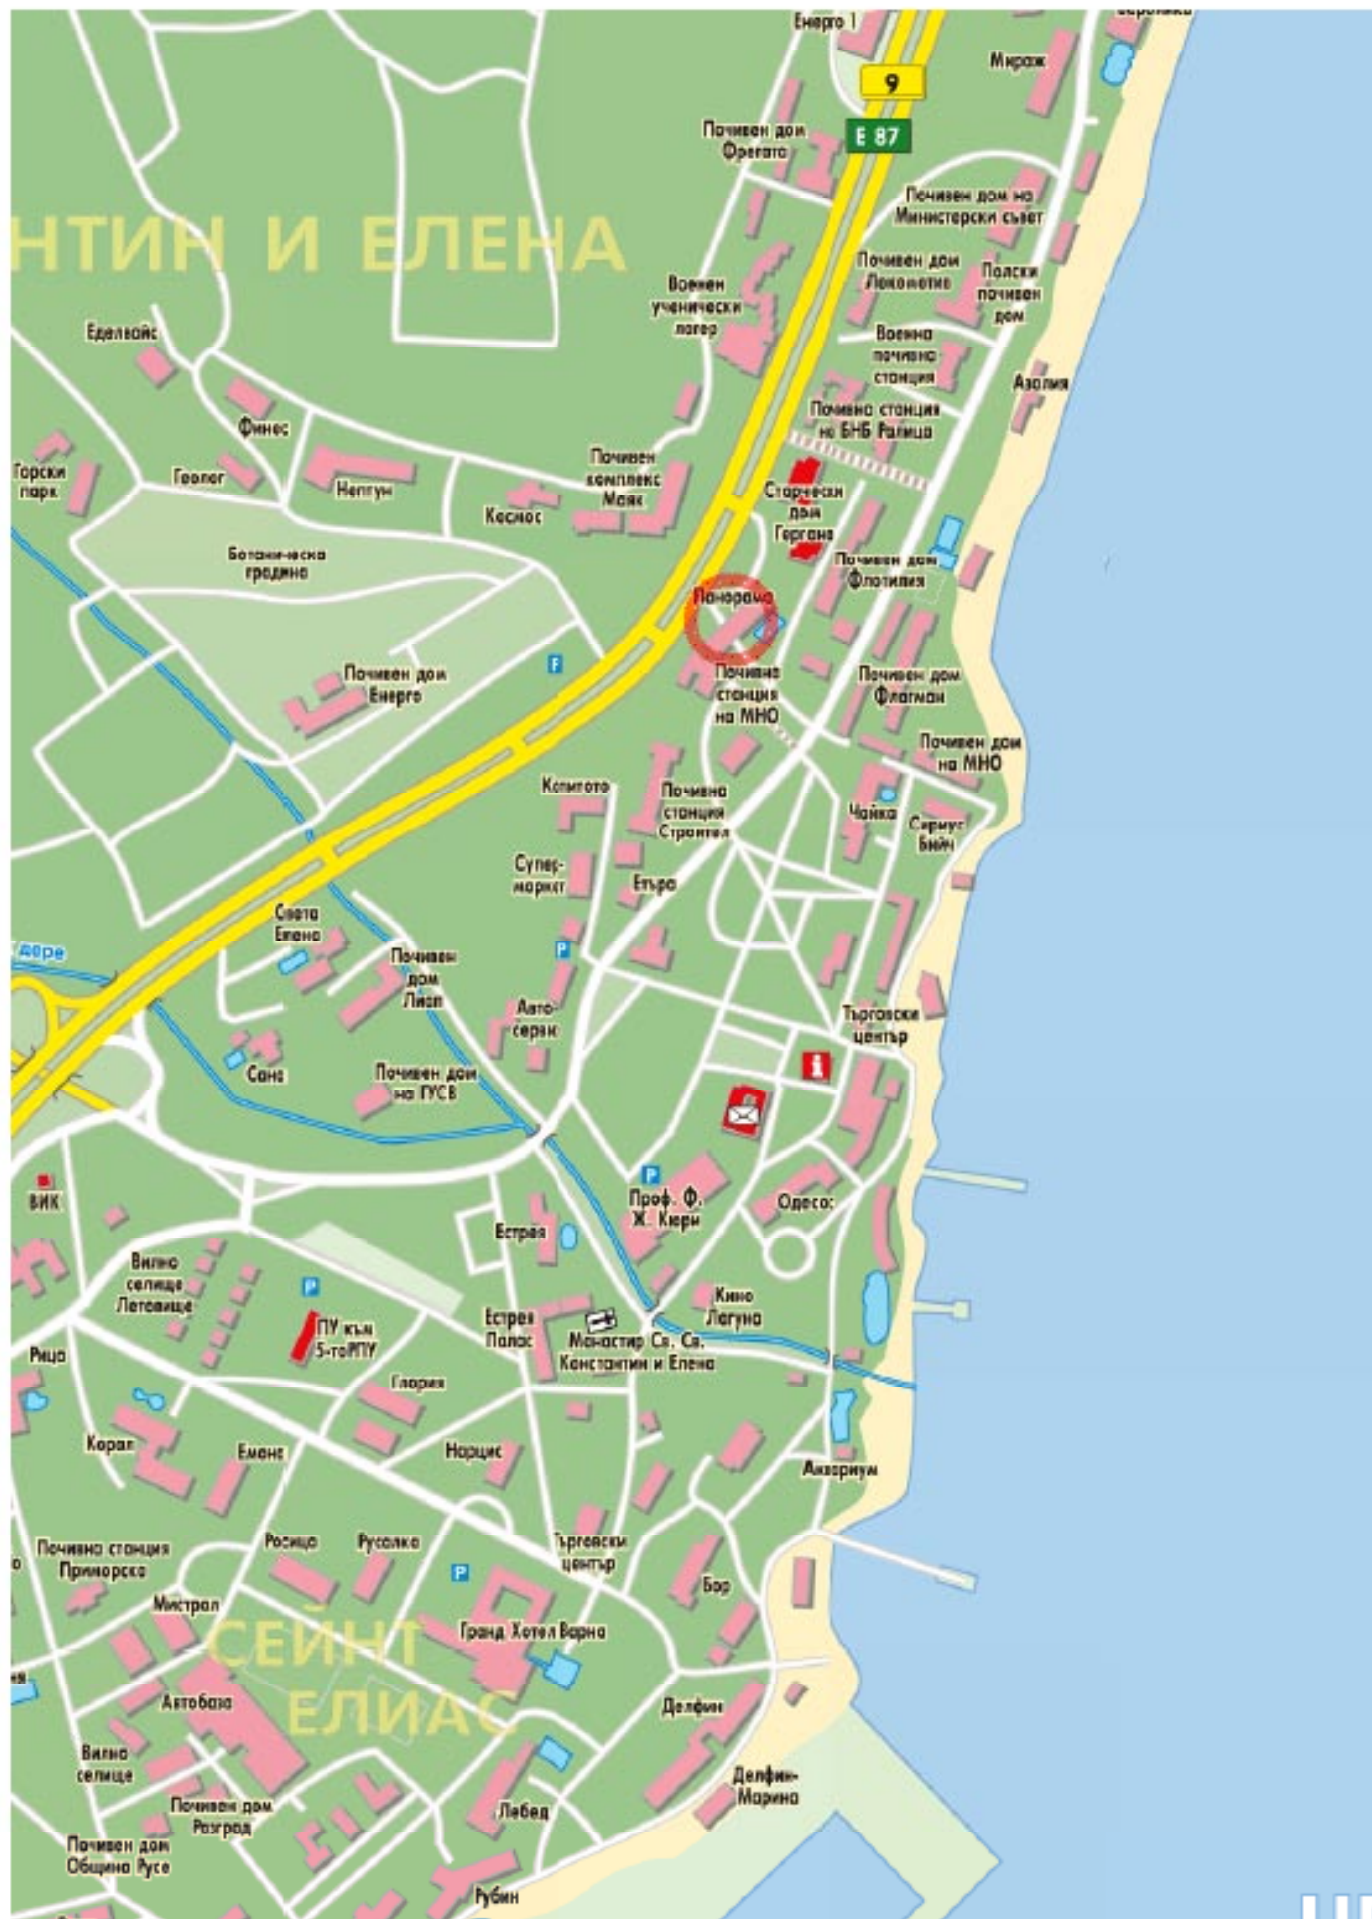 Енерго 1
Мираж
9
E 87
Почивен дом
Фрегата
Почивен дом на
Министерски съвет
НТИН И ЕЛЕНА
Почивен дом
Локомотив
Полски
почивен
дом
Военен
ученически
лагер
Еделвайс
Военна
почивна
станция
Азалия
Финес
Почивна станция
на БНБ Ралица
Горски
парк
Геолог
Нептун
Почивен
комплекс
Маяк
Космос
Старчески
дом
Гергана
Ботаническа
градина
Почивен дом
Флотилия
Панорама
P
Почивен дом
Енерго
Почивна
станция
на МНО
Почивен дом
Флагман
Почивен дом
на МНО
Копитото
Почивна
станция
Строител
Чайка
Сириус
Бийч
Супер-
маркет
Етъра
Света
Елена
дере
Почивен
дом
Лиап
P
Авто-
сервиз
Търговски
център
Сана
Почивен дом
на ГУСВ
i
ВИК
P
Проф. Ф.
Ж. Кюри
Одесос
Естрея
Вилно
селище
Летовище
P
ПУ към
5-тоРПУ
Естрея
Палас
Кино
Лагуна
Манастир Св. Св.
Константин и Елена
Рица
Глория
Корал
Емона
Нарцис
Аквариум
Почивна станция
Приморска
Росица
Русалка
Търговски
център
P
Бор
Мистрал
СЕЙНТ
ЕЛИАС
Гранд Хотел Варна
Автобаза
Делфин
Вилно
селище
Делфин-
Марина
Почивен дом
Разград
Лебед
Почивен дом
Община Русе
Рубин